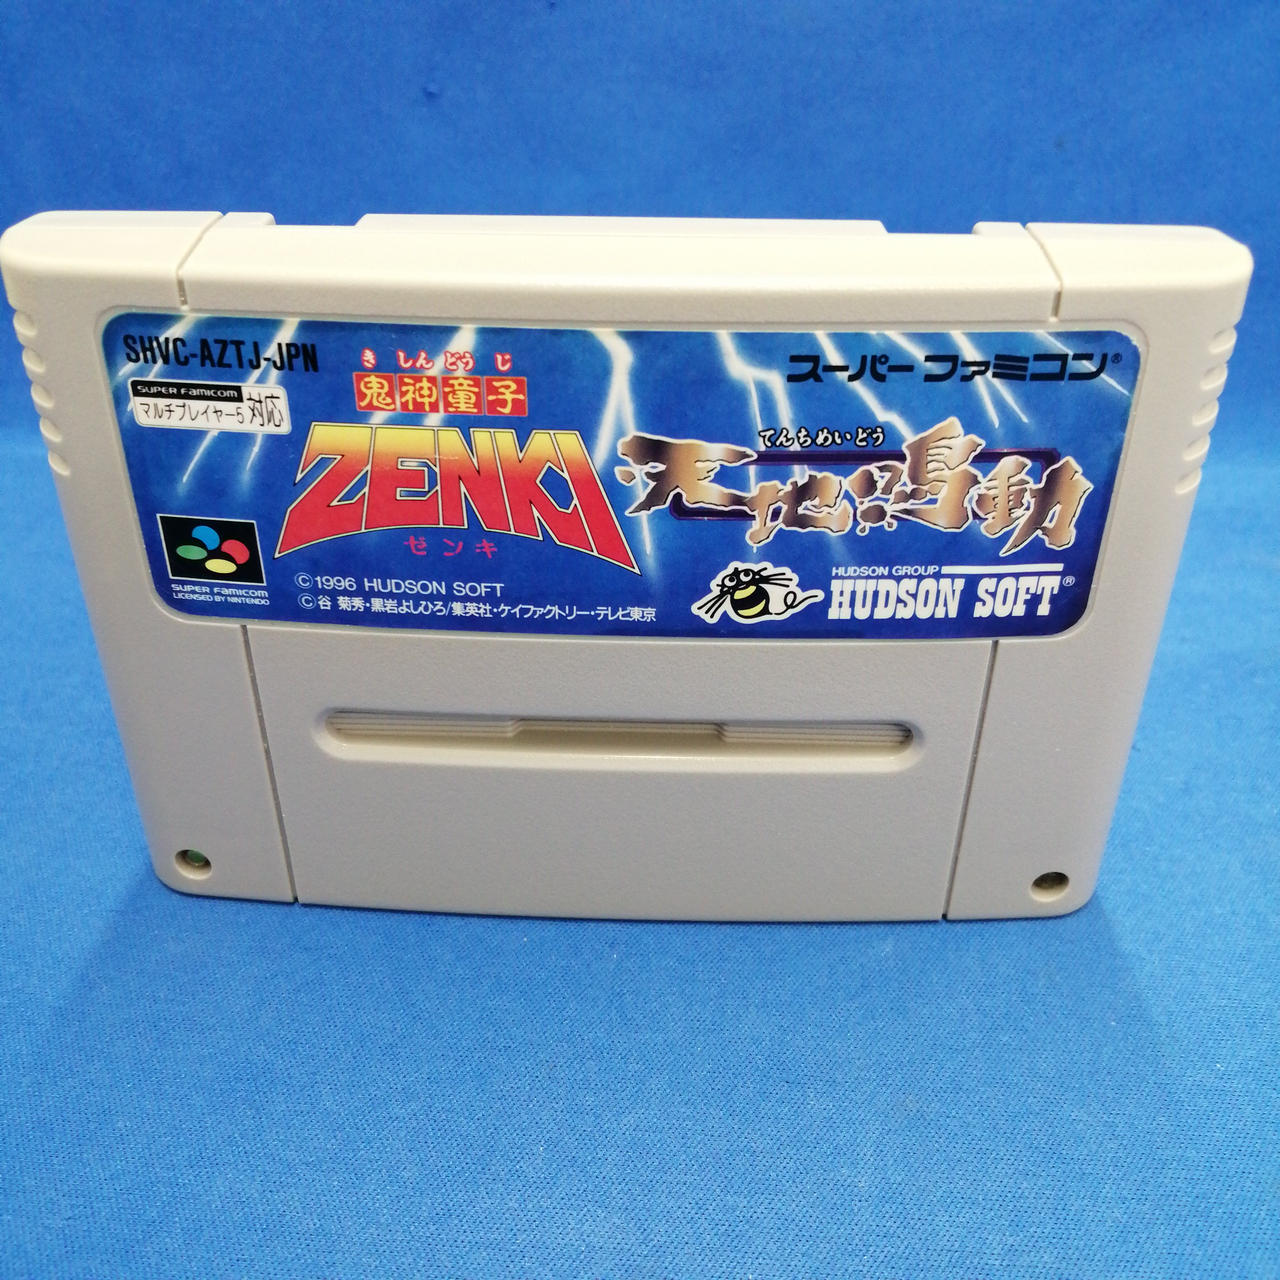 SHVC-AZTJ-JPN
SUPER FAMICOM
マルチプレイヤー5対応
き しん どう じ
鬼神童子
ZENKI
ゼンキ
スーパーファミコン®
てんちめいどう
天地鳴動
SUPER FAMICOM
LICENSED BY NINTENDO
©1996 HUDSON SOFT
©谷 菊秀・黒岩よしひろ/集英社・ケイファクトリー・テレビ東京
HUDSON GROUP
HUDSON SOFT®